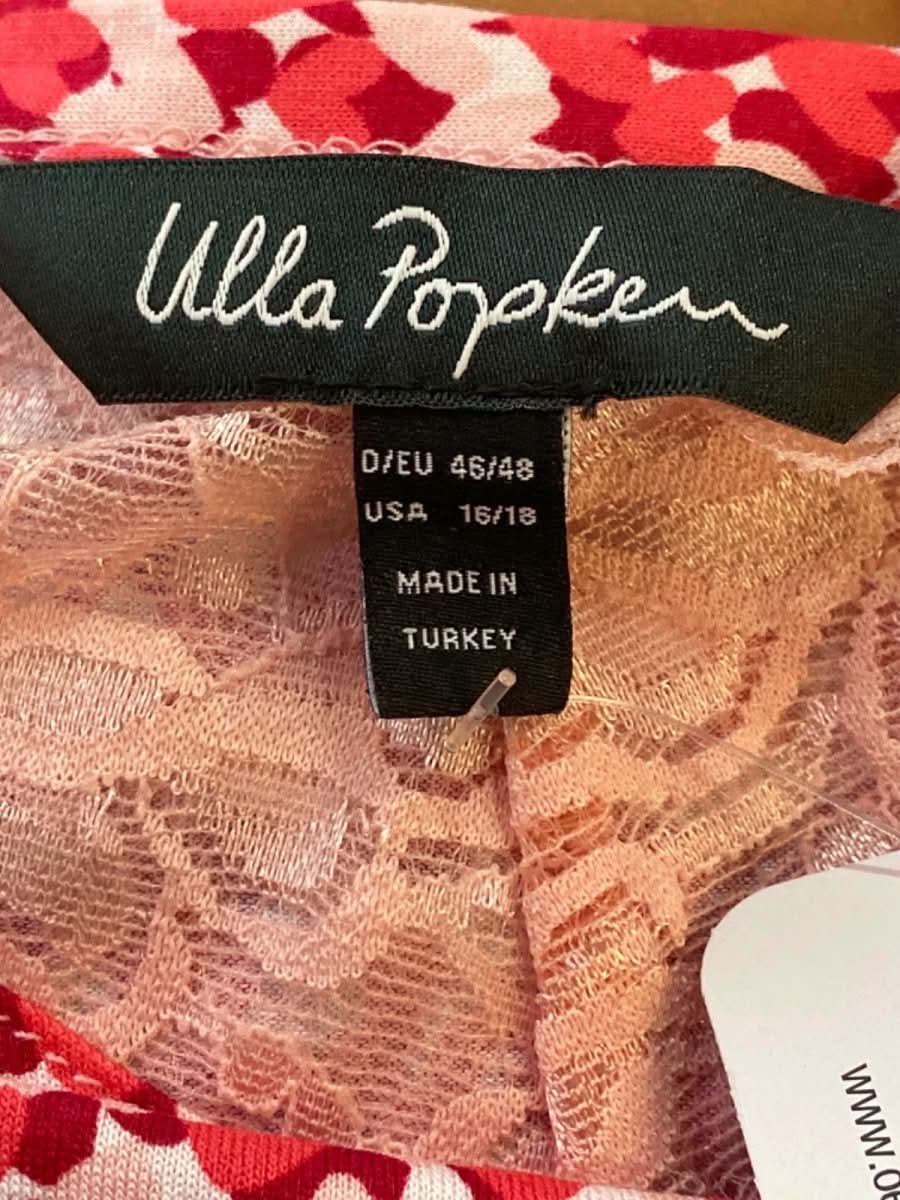 Ulla Popken
D/EU 46/48
USA 16/18
MADE IN
TURKEY